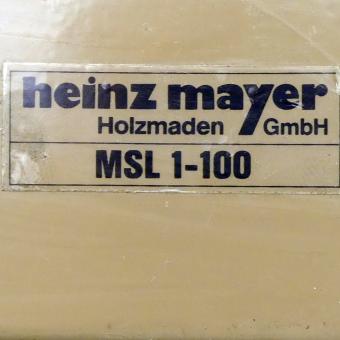 heinz mayer
Holzmaden GmbH
MSL 1-100